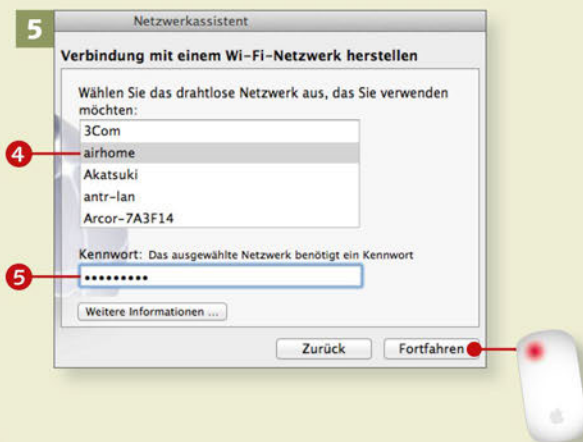 5
Netzwerkassistent
Verbindung mit einem Wi-Fi-Netzwerk herstellen
Wählen Sie das drahtlose Netzwerk aus, das Sie verwenden
möchten:
3Com
4
airhome
Akatsuki
antr-lan
Arcor-7A3F14
Kennwort: Das ausgewählte Netzwerk benötigt ein Kennwort
5
•••••••••
Weitere Informationen ...
Zurück
Fortfahren